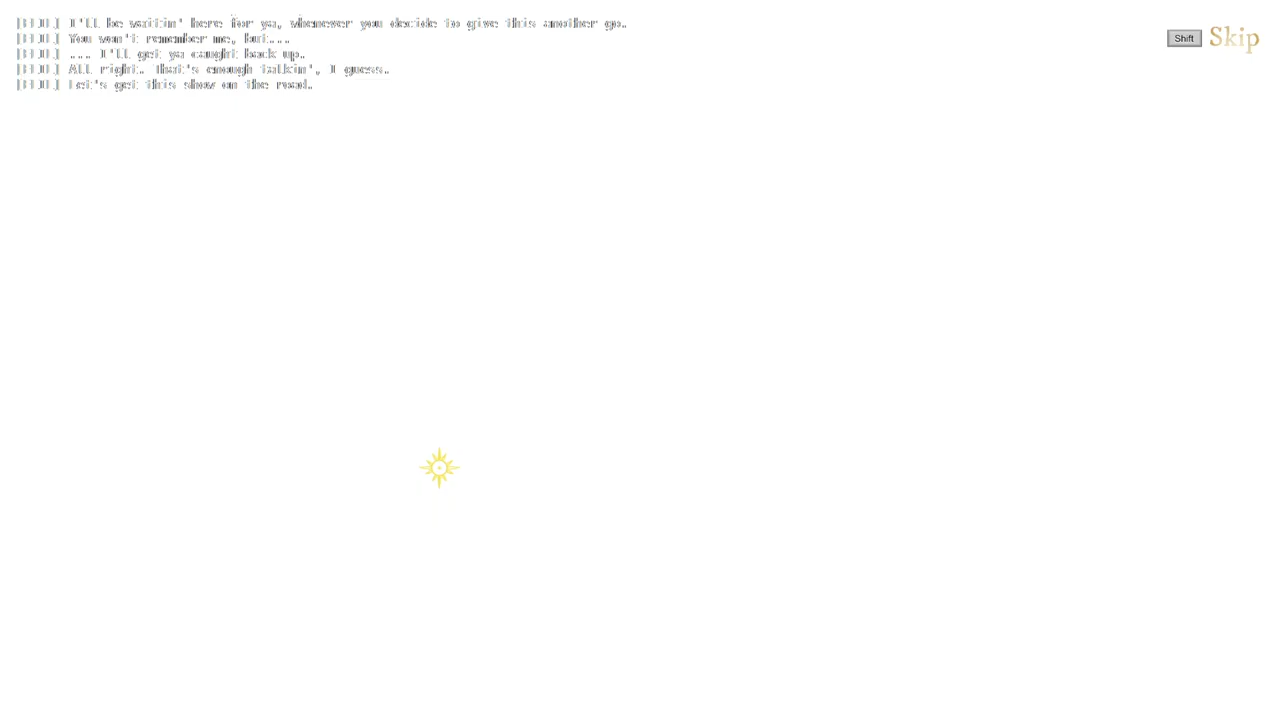 I'll be waitin' here for ya, whenever you decide to give this another go.
You won't remember me, but...
... I'll get ya caught back up.
All right. That's enough talkin', I guess.
Let's get this show on the road.
Shift Skip